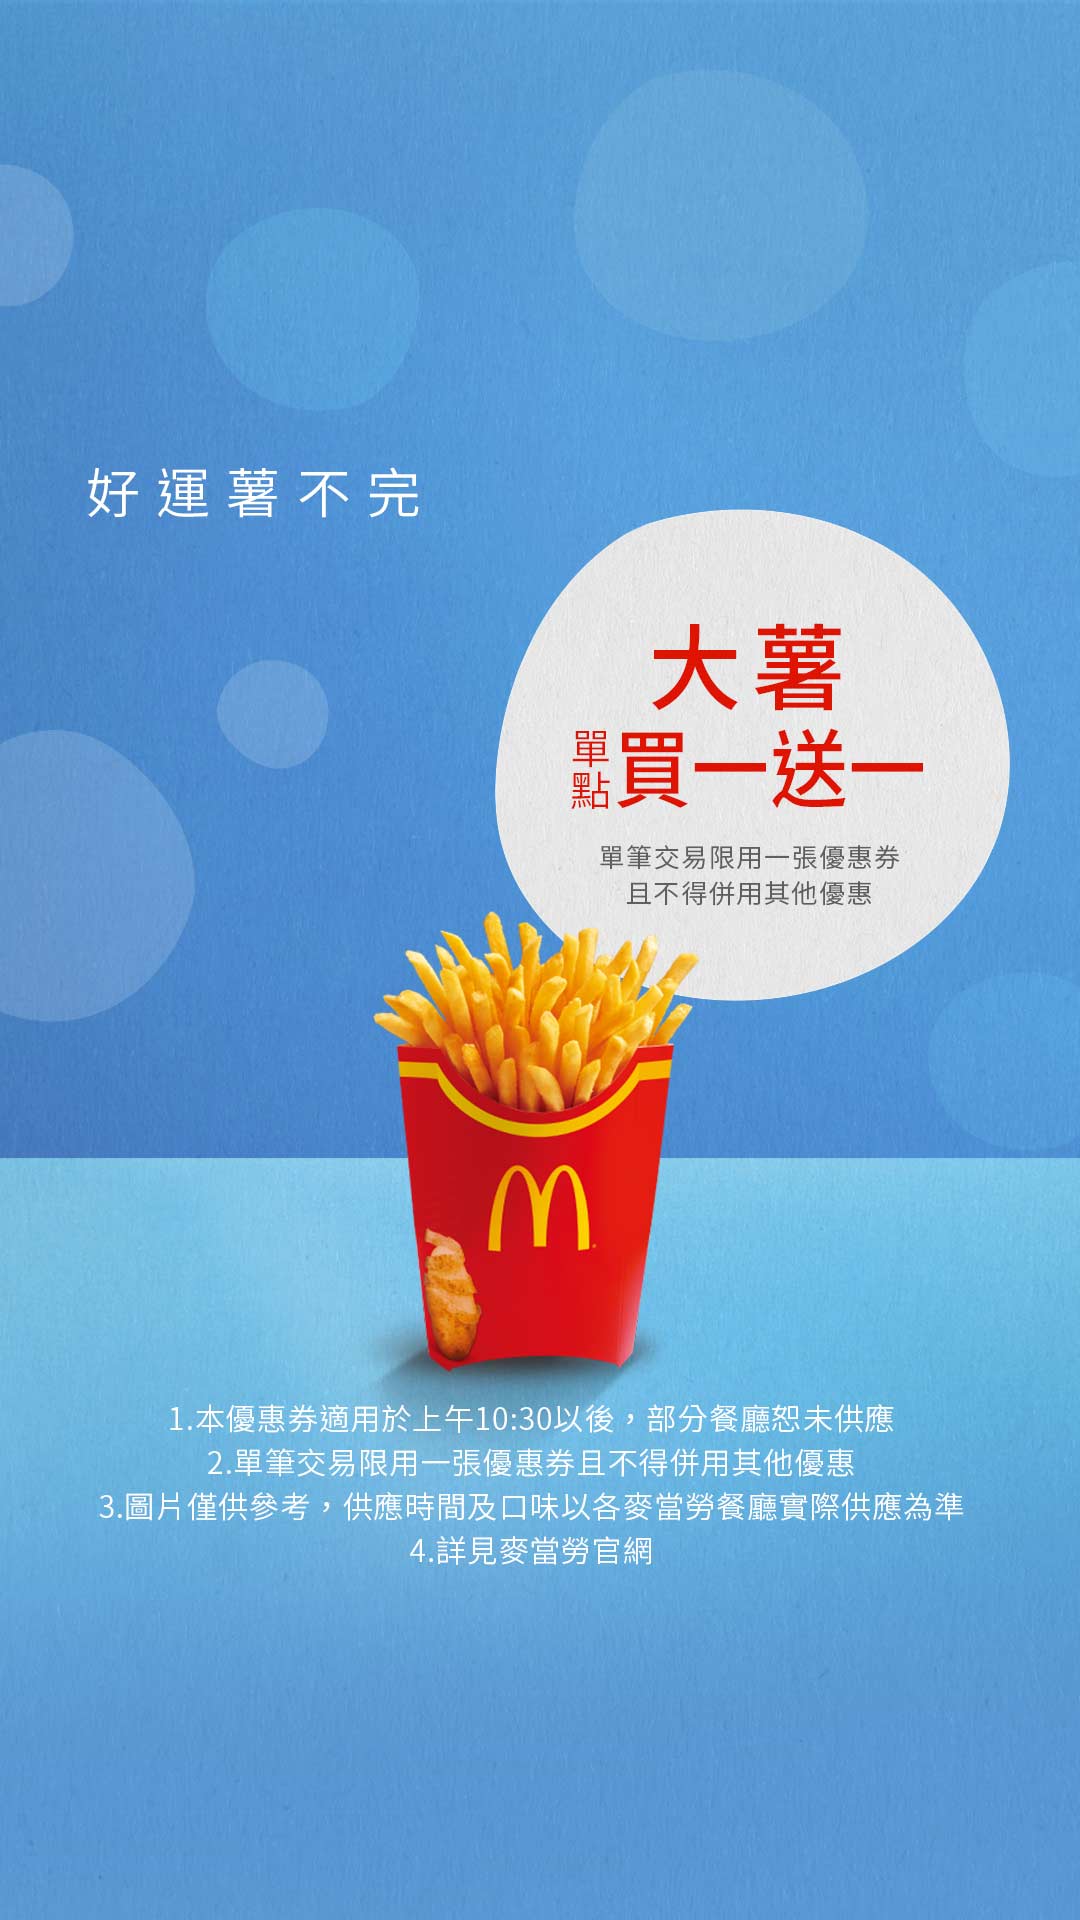 好運薯不完
大薯
單點買一送一
單筆交易限用一張優惠券
且不得併用其他優惠
1.本優惠券適用於上午10:30以後，部分餐廳恕未供應
2.單筆交易限用一張優惠券且不得併用其他優惠
3.圖片僅供參考，供應時間及口味以各麥當勞餐廳實際供應為準
4.詳見麥當勞官網